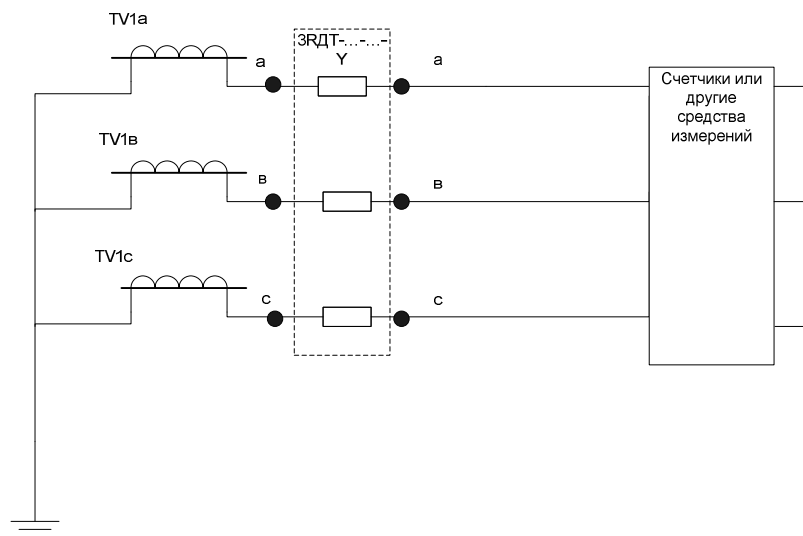 TV1a
3RДТ-...-...-
Y
a
a
Счетчики или
другие
средства
измерений
TV1в
в
в
TV1c
c
c